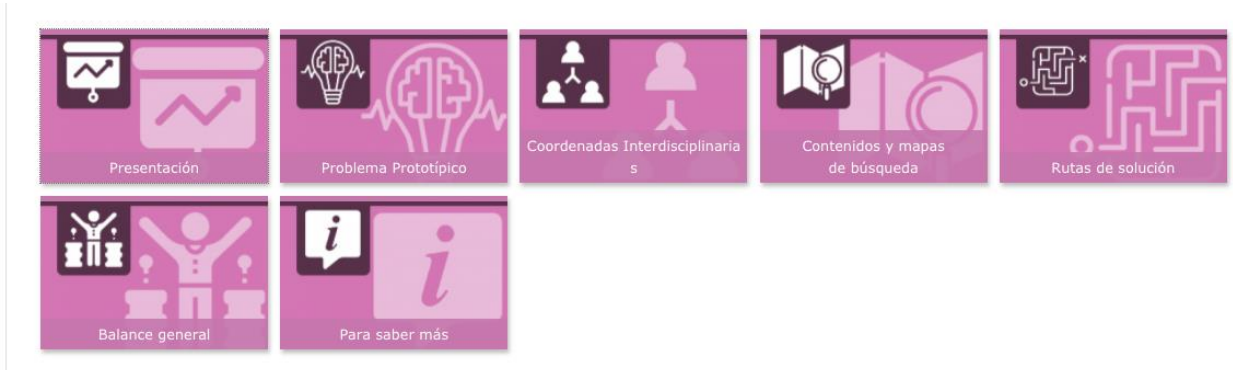 Presentación
Problema Prototípico
Coordenadas Interdisciplinaria
s
Contenidos y mapas
de búsqueda
Rutas de solución
Balance general
Para saber más